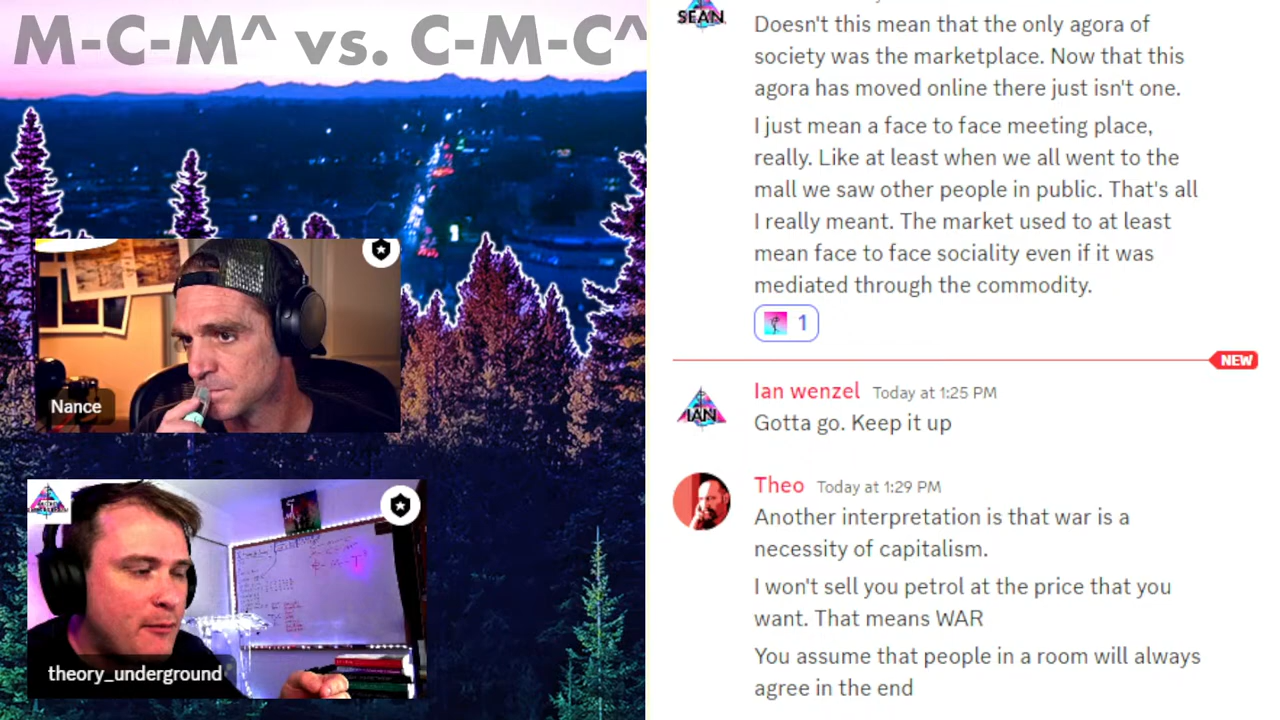 M-C-M^ vs. C-M-C^
Nance
theory_underground
SEAN
Doesn't this mean that the only agora of
society was the marketplace. Now that this
agora has moved online there just isn't one.
I just mean a face to face meeting place,
really. Like at least when we all went to the
mall we saw other people in public. That's all
I really meant. The market used to at least
mean face to face sociality even if it was
mediated through the commodity.
1
NEW
IAN
Ian wenzel Today at 1:25 PM
Gotta go. Keep it up
Theo Today at 1:29 PM
Another interpretation is that war is a
necessity of capitalism.
I won't sell you petrol at the price that you
want. That means WAR
You assume that people in a room will always
agree in the end